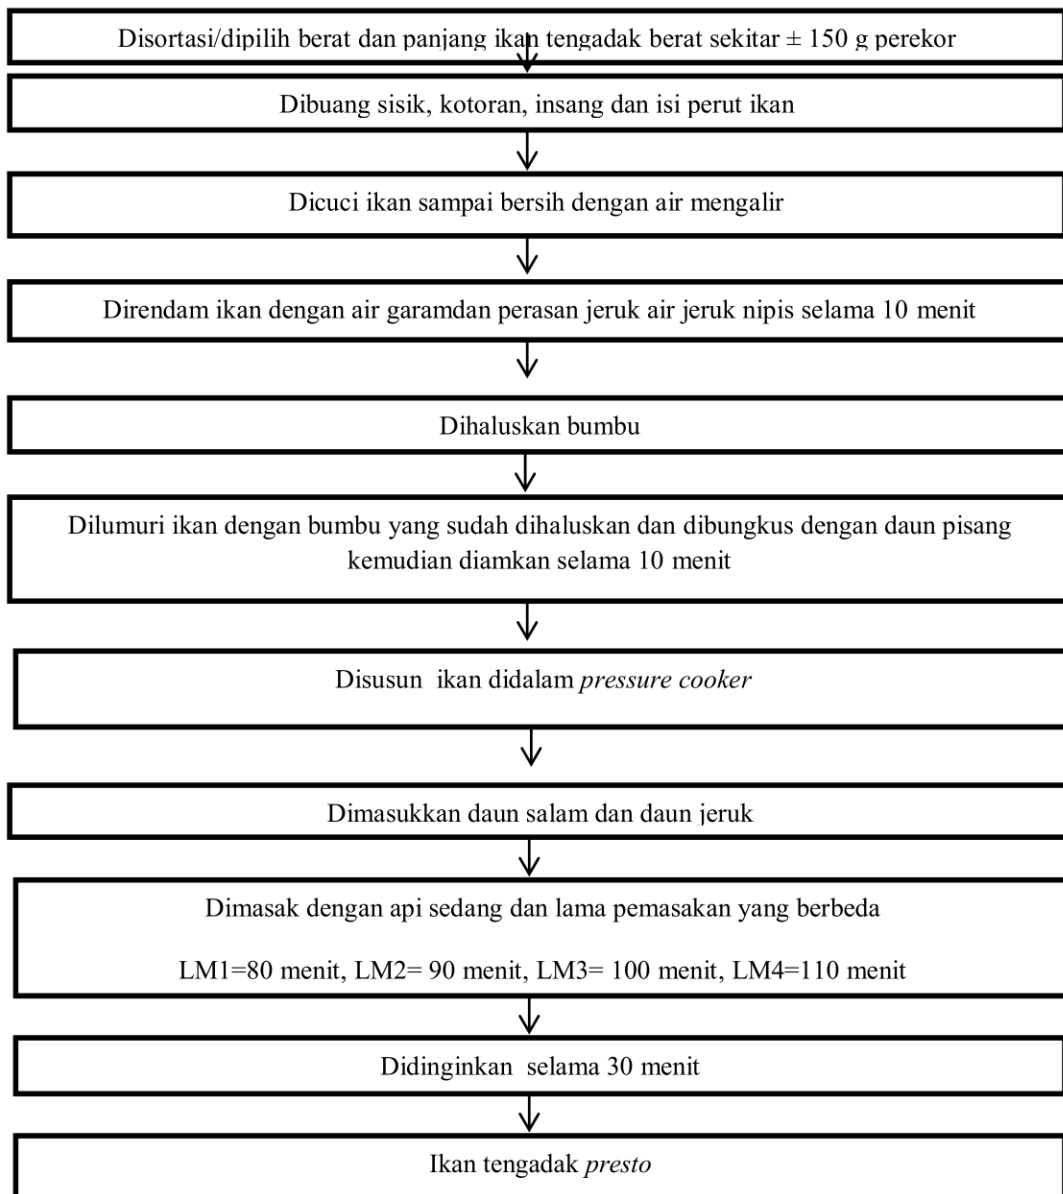 Disortasi/dipilih berat dan panjang ikan tengadak berat sekitar ± 150 g perekor
Dibuang sisik, kotoran, insang dan isi perut ikan
Dicuci ikan sampai bersih dengan air mengalir
Direndam ikan dengan air garamdan perasan jeruk air jeruk nipis selama 10 menit
Dihaluskan bumbu
Dilumuri ikan dengan bumbu yang sudah dihaluskan dan dibungkus dengan daun pisang
kemudian diamkan selama 10 menit
Disusun ikan didalam pressure cooker
Dimasukkan daun salam dan daun jeruk
Dimasak dengan api sedang dan lama pemasakan yang berbeda
LM1=80 menit, LM2= 90 menit, LM3= 100 menit, LM4=110 menit
Didinginkan selama 30 menit
Ikan tengadak presto